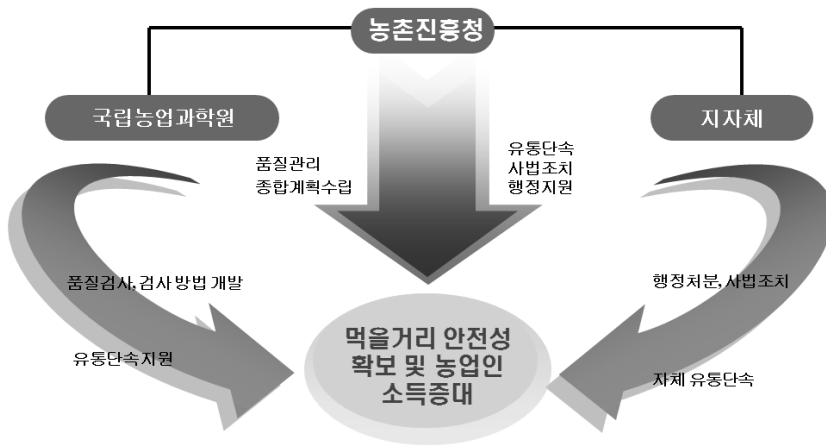 농촌진흥청
국립농업과학원
지자체
품질관리
종합계획수립
유통단속
사법조치
행정지원
품질검사, 검사 방법 개발
유통단속지원
행정처분, 사법조치
자체 유통단속
먹을거리 안전성
확보 및 농업인
소득증대